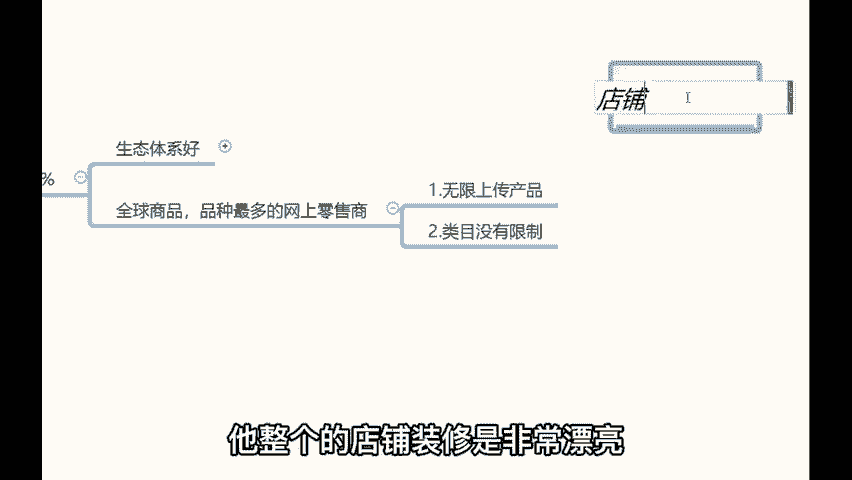 店铺
生态体系好
%
全球商品，品种最多的网上零售商
1.无限上传产品
2.类目没有限制
他整个的店铺装修是非常漂亮